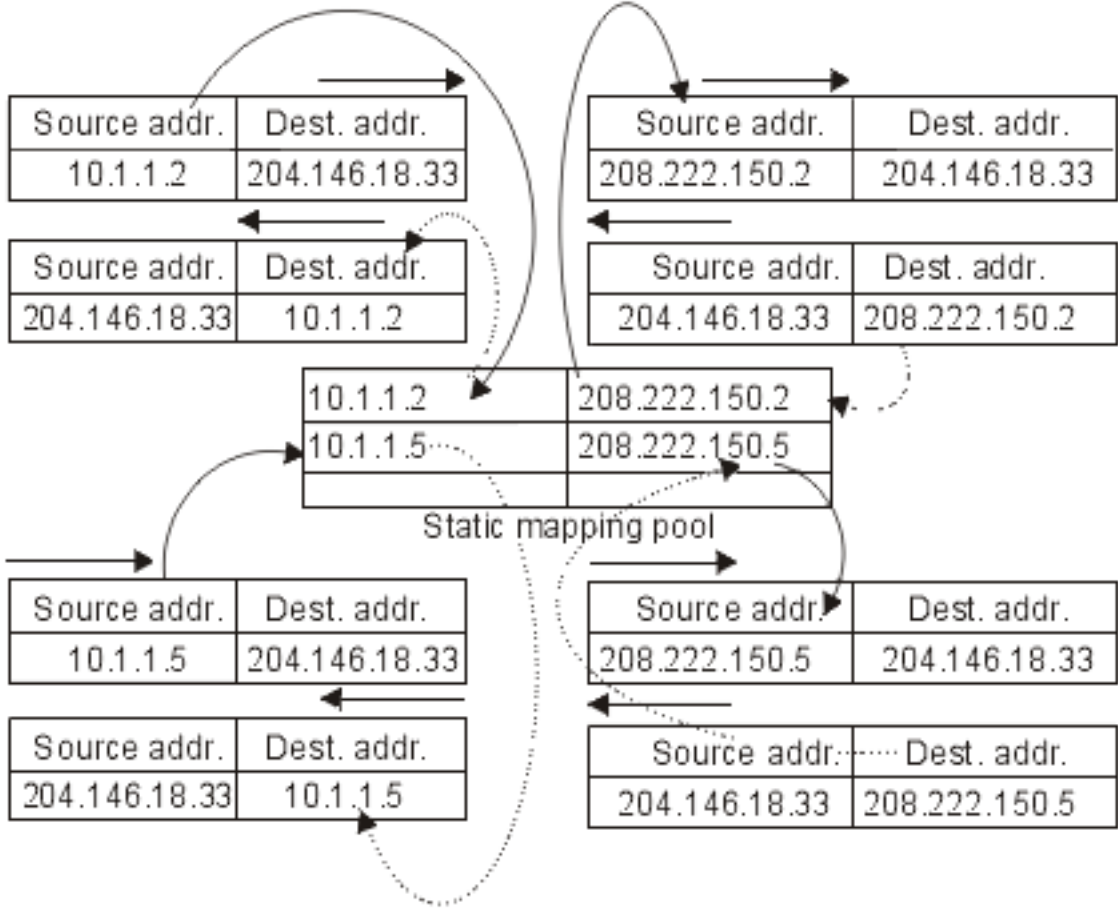 Source addr. Dest. addr.
10.1.1.2 204.146.18.33
Source addr. Dest. addr.
204.146.18.33 10.1.1.2
Source addr. Dest. addr.
208.222.150.2 204.146.18.33
Source addr. Dest. addr.
204.146.18.33 208.222.150.2
10.1.1.2 208.222.150.2
10.1.1.5 208.222.150.5
Static mapping pool
Source addr. Dest. addr.
10.1.1.5 204.146.18.33
Source addr. Dest. addr.
204.146.18.33 10.1.1.5
Source addr. Dest. addr.
208.222.150.5 204.146.18.33
Source addr. Dest. addr.
204.146.18.33 208.222.150.5